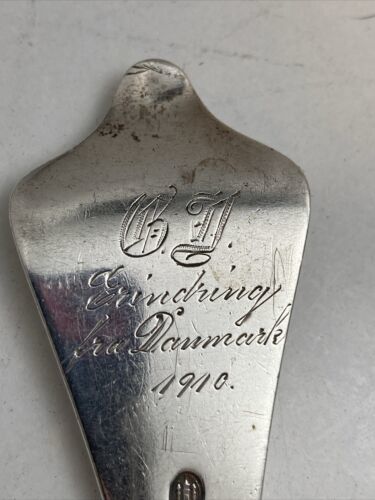 G. J.
Erindring
fra Danmark
1910.